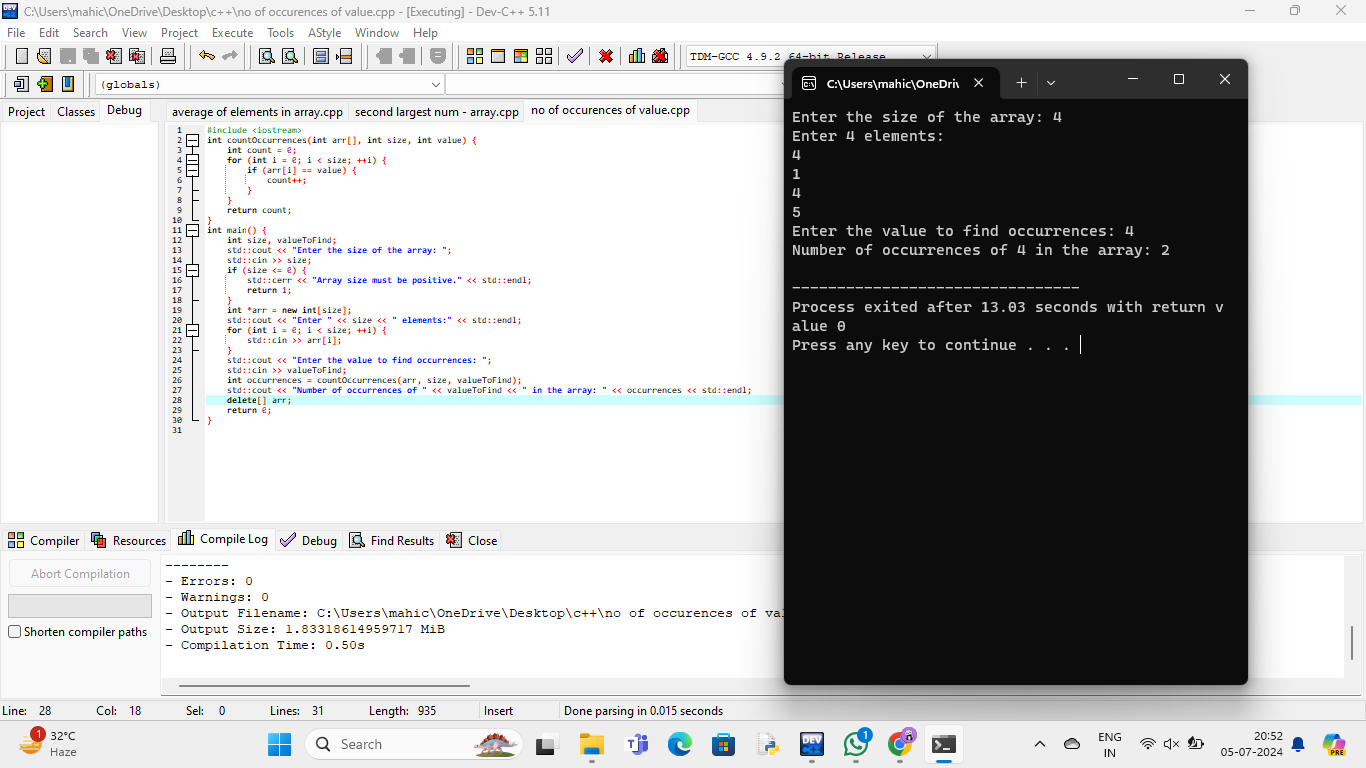 C:\Users\mahic\OneDrive\Desktop\c++\no of occurences of value.cpp - [Executing] - Dev-C++ 5.11
File Edit Search View Project Execute Tools AStyle Window Help
TDM-GCC 4.9.2 64-bit Release
(globals)
Project Classes Debug
average of elements in array.cpp second largest num - array.cpp no of occurences of value.cpp
1 #include <iostream>
2 int countOccurrences(int arr[], int size, int value) {
3 int count = 0;
4 for (int i = 0; i < size; ++i) {
5 if (arr[i] == value) {
6 count++;
7 }
8 }
9 return count;
10 }
11 int main() {
12 int size, valueToFind;
13 std::cout << "Enter the size of the array: ";
14 std::cin >> size;
15 if (size <= 0) {
16 std::cerr << "Array size must be positive." << std::endl;
17 return 1;
18 }
19 int *arr = new int[size];
20 std::cout << "Enter " << size << " elements:" << std::endl;
21 for (int i = 0; i < size; ++i) {
22 std::cin >> arr[i];
23 }
24 std::cout << "Enter the value to find occurrences: ";
25 std::cin >> valueToFind;
26 int occurrences = countOccurrences(arr, size, valueToFind);
27 std::cout << "Number of occurrences of " << valueToFind << " in the array: " << occurrences << std::endl;
28 delete[] arr;
29 return 0;
30 }
31
C:\Users\mahic\OneDriv
Enter the size of the array: 4
Enter 4 elements:
4
1
4
5
Enter the value to find occurrences: 4
Number of occurrences of 4 in the array: 2
--------------------------------
Process exited after 13.03 seconds with return v
alue 0
Press any key to continue . . .
Compiler Resources Compile Log Debug Find Results Close
Abort Compilation
Shorten compiler paths
--------
- Errors: 0
- Warnings: 0
- Output Filename: C:\Users\mahic\OneDrive\Desktop\c++\no of occurences of val
- Output Size: 1.83318614959717 MiB
- Compilation Time: 0.50s
Line: 28 Col: 18 Sel: 0 Lines: 31 Length: 935 Insert Done parsing in 0.015 seconds
1
32°C
Haze
Search
DEV
1
ENG
IN
20:52
05-07-2024
PRE